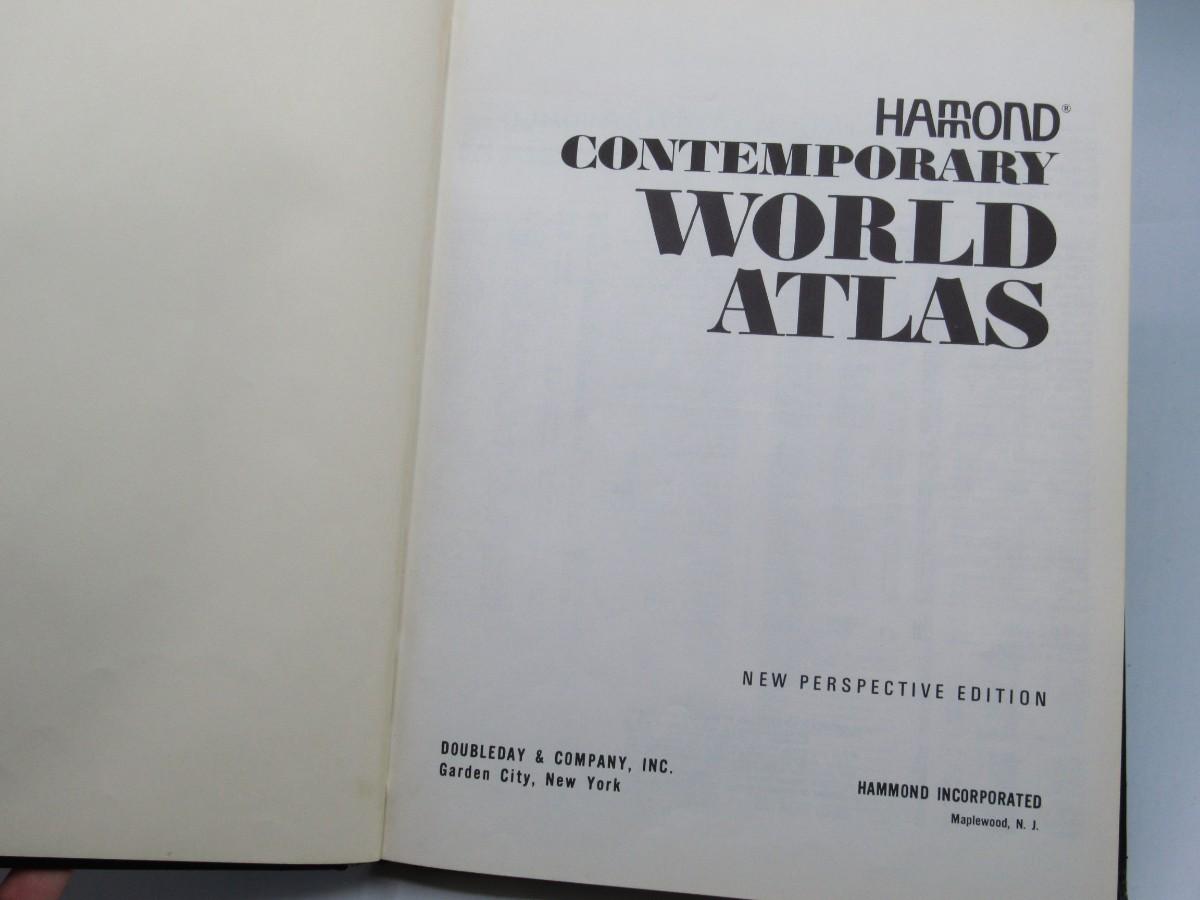 HAMMOND®
CONTEMPORARY
WORLD
ATLAS
NEW PERSPECTIVE EDITION
DOUBLEDAY & COMPANY, INC.
Garden City, New York
HAMMOND INCORPORATED
Maplewood, N. J.